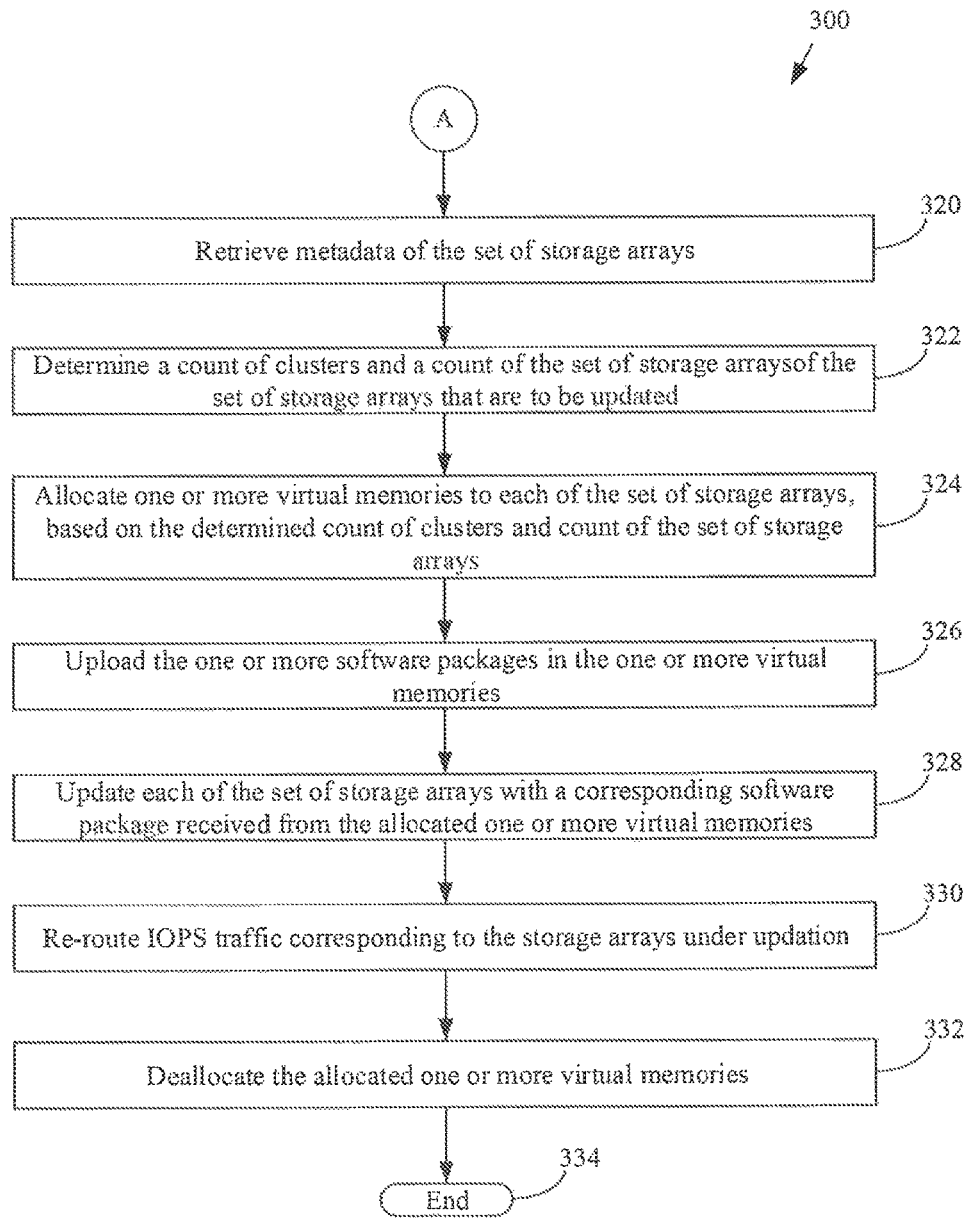 300
A
320
Retrieve metadata of the set of storage arrays
322
Determine a count of clusters and a count of the set of storage arraysof the
set of storage arrays that are to be updated
324
Allocate one or more virtual memories to each of the set of storage arrays,
based on the determined count of clusters and count of the set of storage
arrays
326
Upload the one or more software packages in the one or more virtual
memories
328
Update each of the set of storage arrays with a corresponding software
package received from the allocated one or more virtual memories
330
Re-route IOPS traffic corresponding to the storage arrays under updation
332
Deallocate the allocated one or more virtual memories
334
End